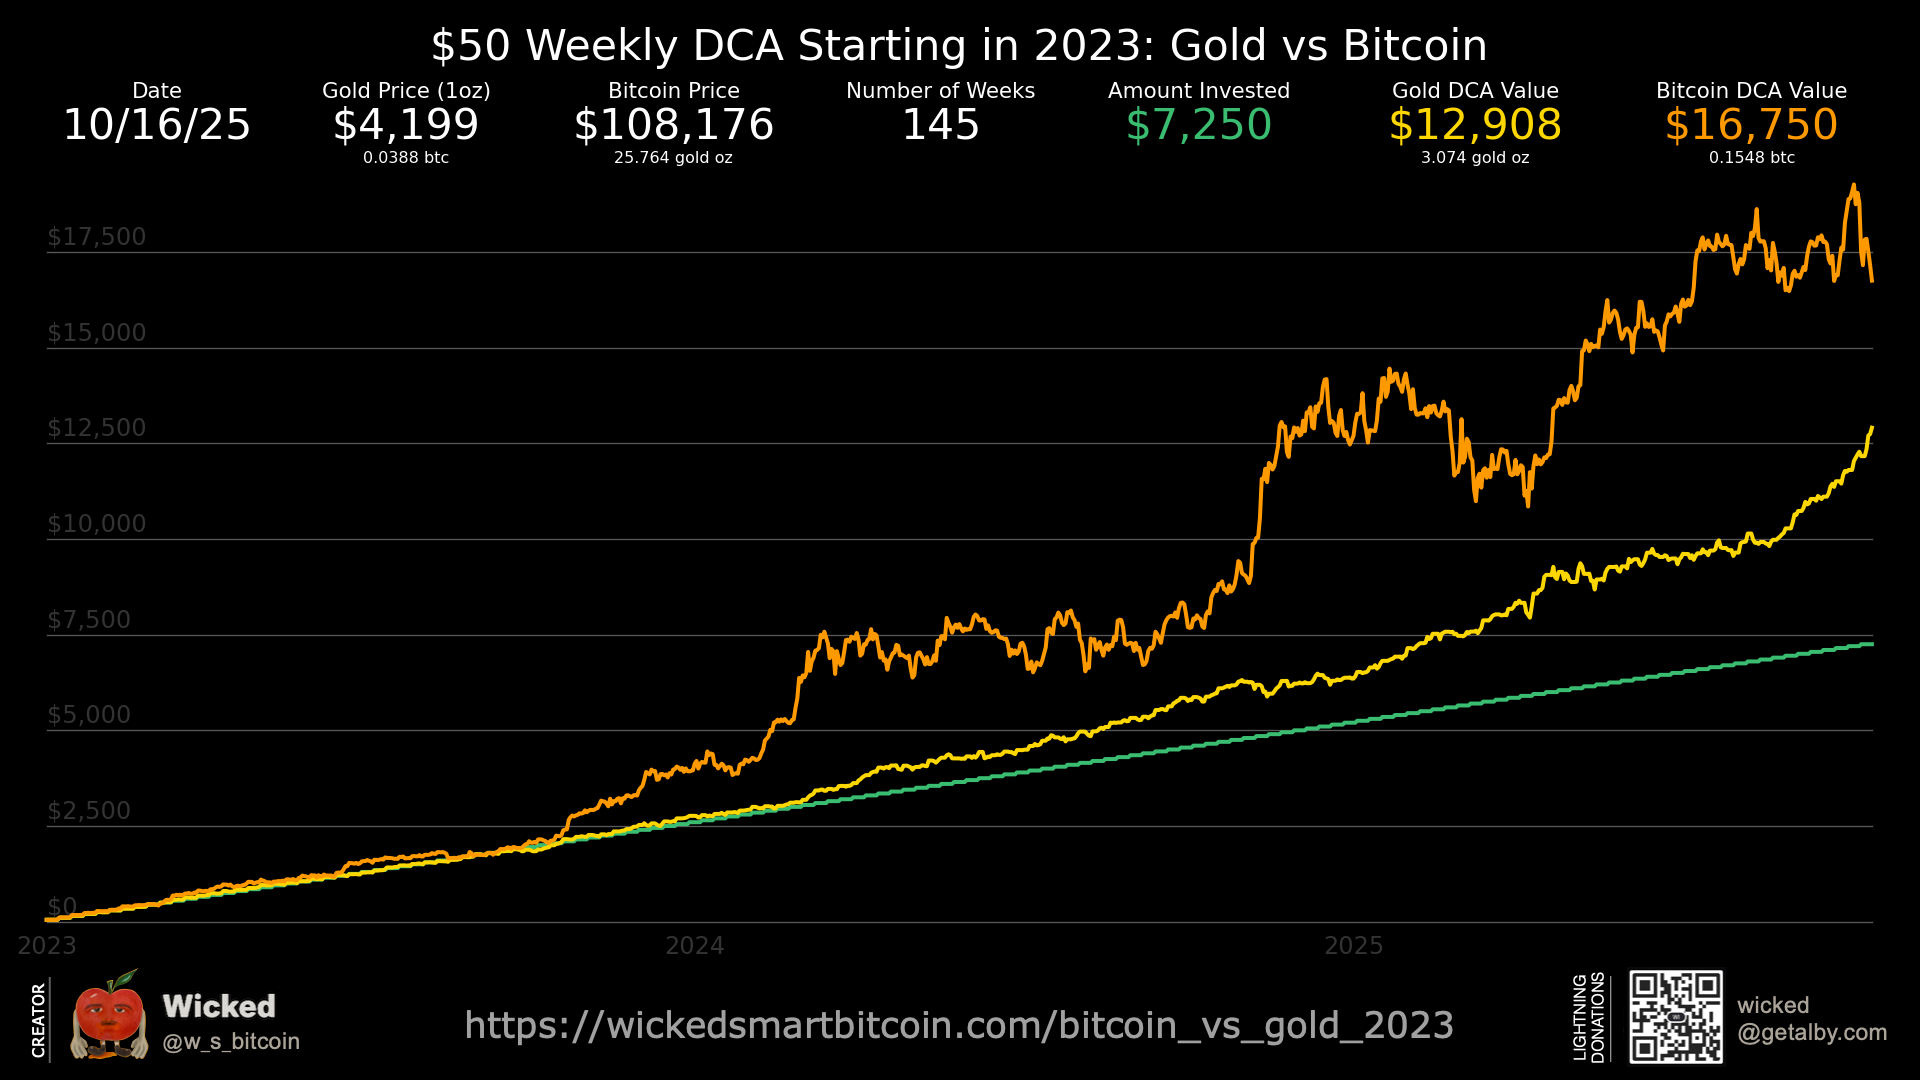 $50 Weekly DCA Starting in 2023: Gold vs Bitcoin
Date
10/16/25
Gold Price (1oz)
$4,199
0.0388 btc
Bitcoin Price
$108,176
25.764 gold oz
Number of Weeks
145
Amount Invested
$7,250
Gold DCA Value
$12,908
3.074 gold oz
Bitcoin DCA Value
$16,750
0.1548 btc
$17,500
$15,000
$12,500
$10,000
$7,500
$5,000
$2,500
$0
2023
2024
2025
CREATOR
Wicked
@w_s_bitcoin
https://wickedsmartbitcoin.com/bitcoin_vs_gold_2023
LIGHTNING
DONATIONS
wicked
@getalby.com